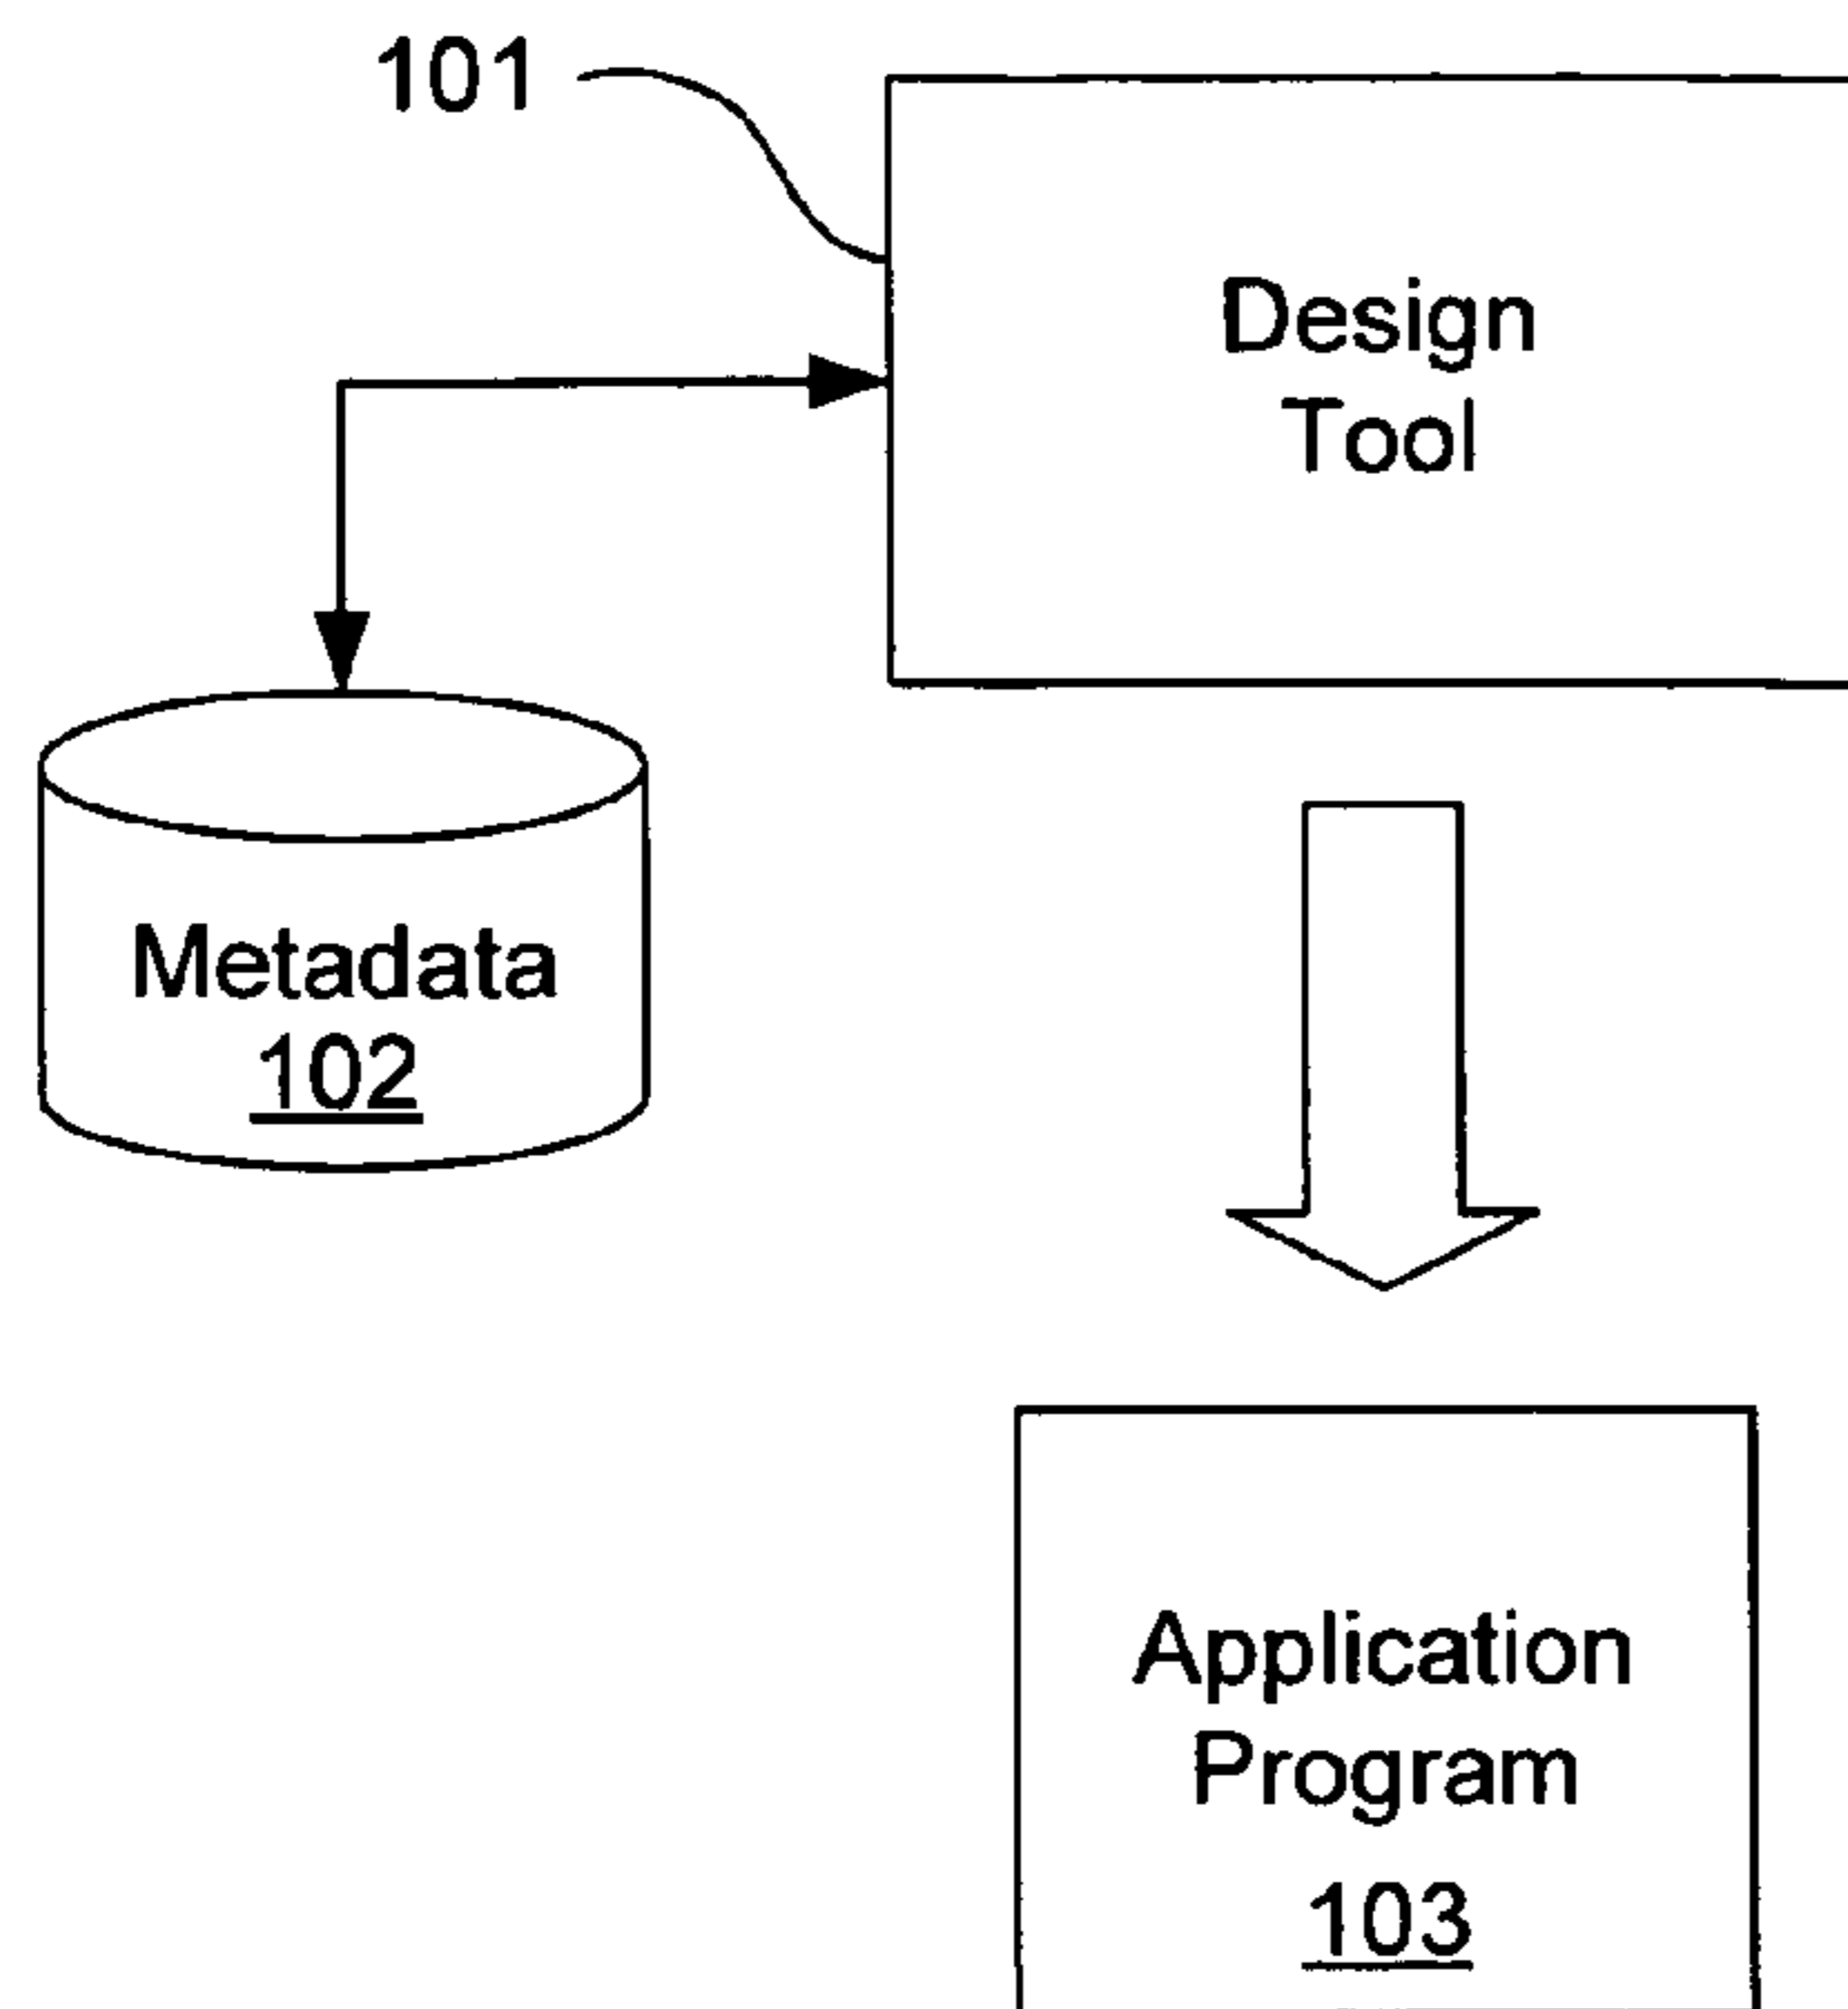 101
Design
Tool
Metadata
102
Application
Program
103